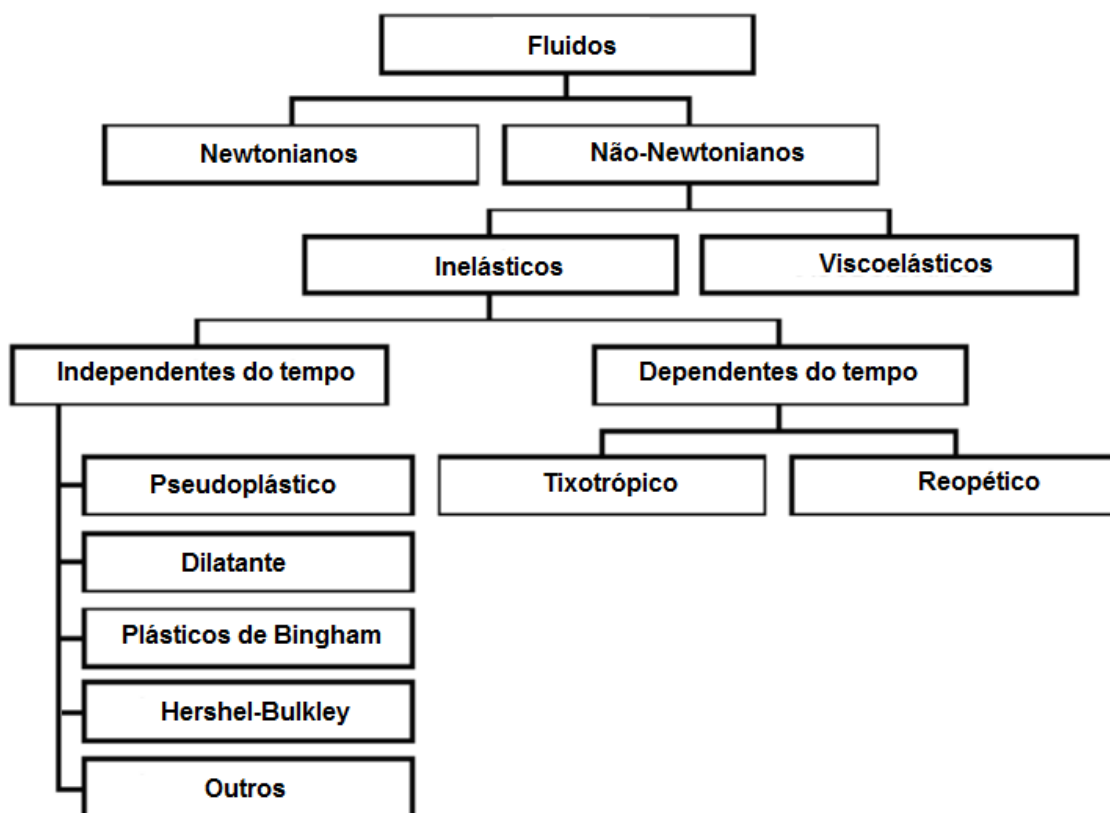 Fluidos
Newtonianos
Não-Newtonianos
Inelásticos
Viscoelásticos
Independentes do tempo
Dependentes do tempo
Pseudoplástico
Tixotrópico
Reopético
Dilatante
Plásticos de Bingham
Hershel-Bulkley
Outros